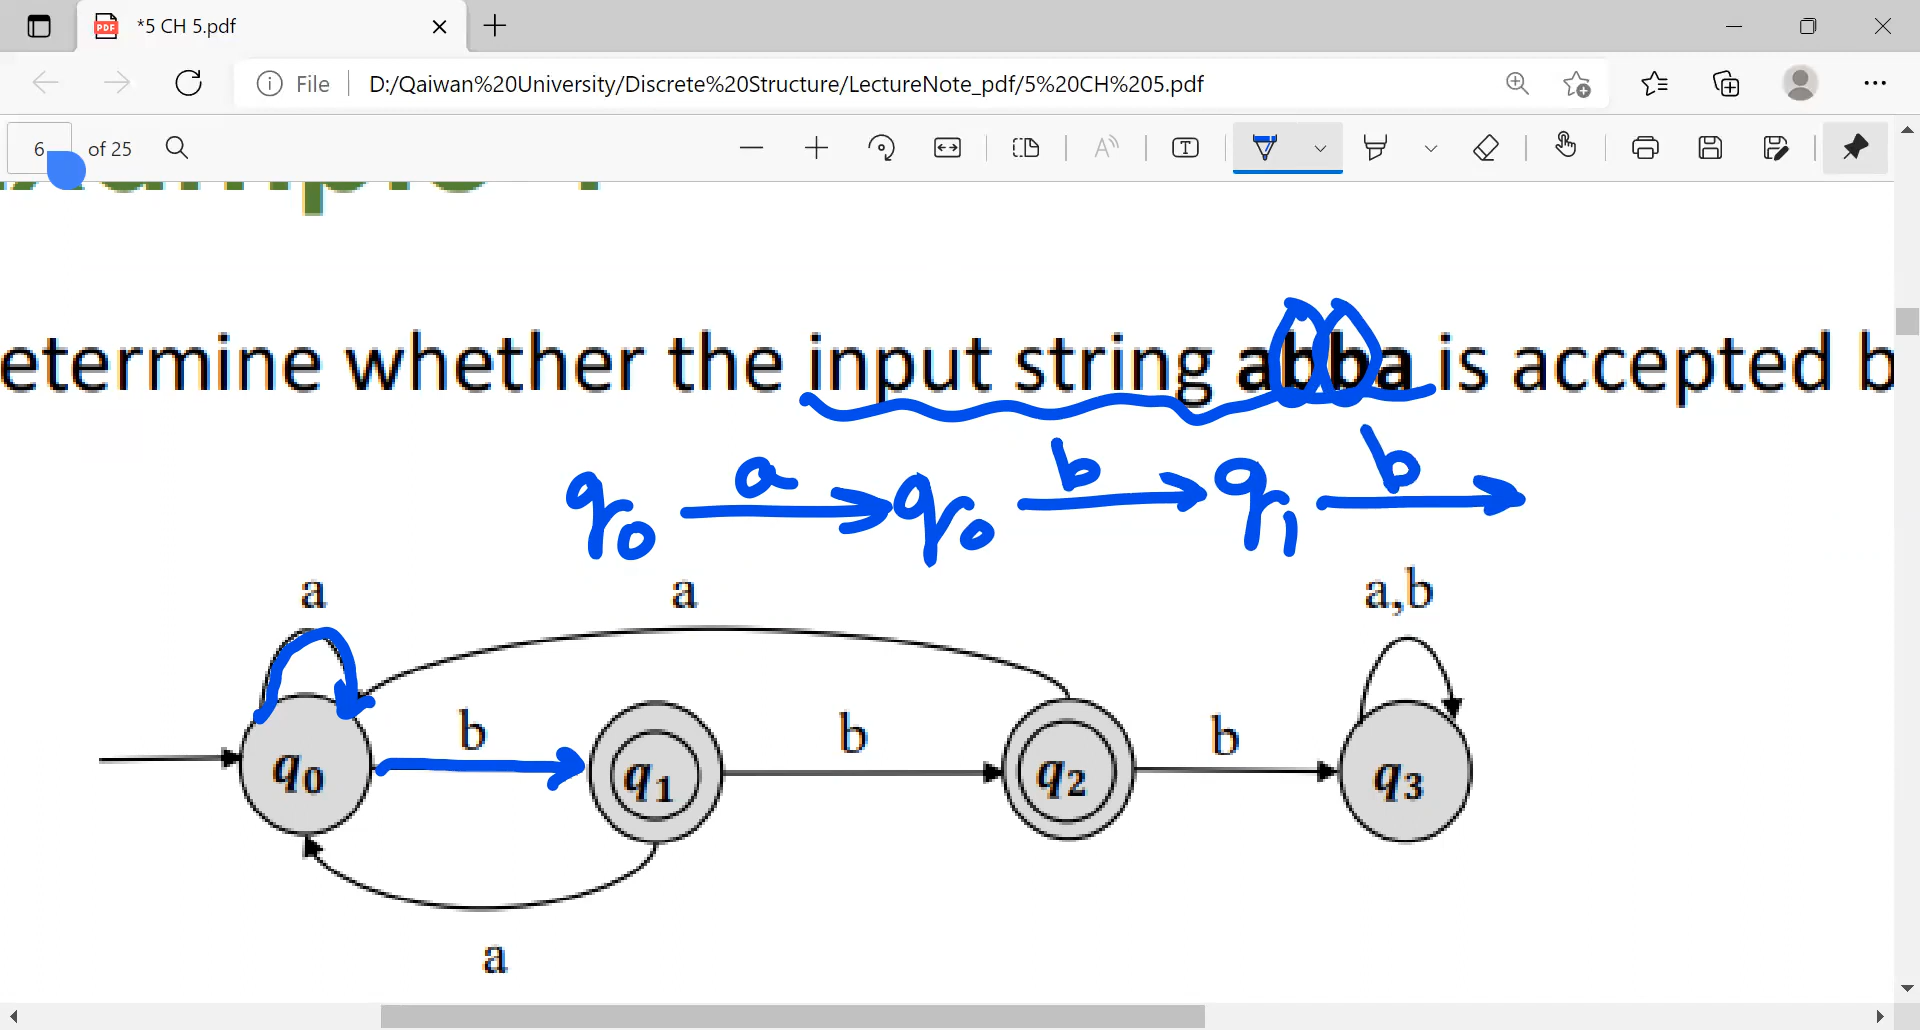 *5 CH 5.pdf
File D:/Qaiwan%20University/Discrete%20Structure/LectureNote_pdf/5%20CH%205.pdf
6 of 25
etermine whether the input string abba is accepted b
q0 a q0 b q1 b
a a a,b
b b b
q0 q1 q2 q3
a